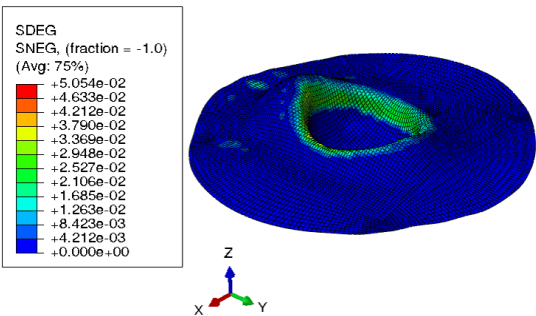 SDEG
SNEG, (fraction = -1.0)
(Avg: 75%)
+5.054e-02
+4.633e-02
+4.212e-02
+3.790e-02
+3.369e-02
+2.948e-02
+2.527e-02
+2.106e-02
+1.685e-02
+1.263e-02
+8.423e-03
+4.212e-03
+0.000e+00
Z
X Y